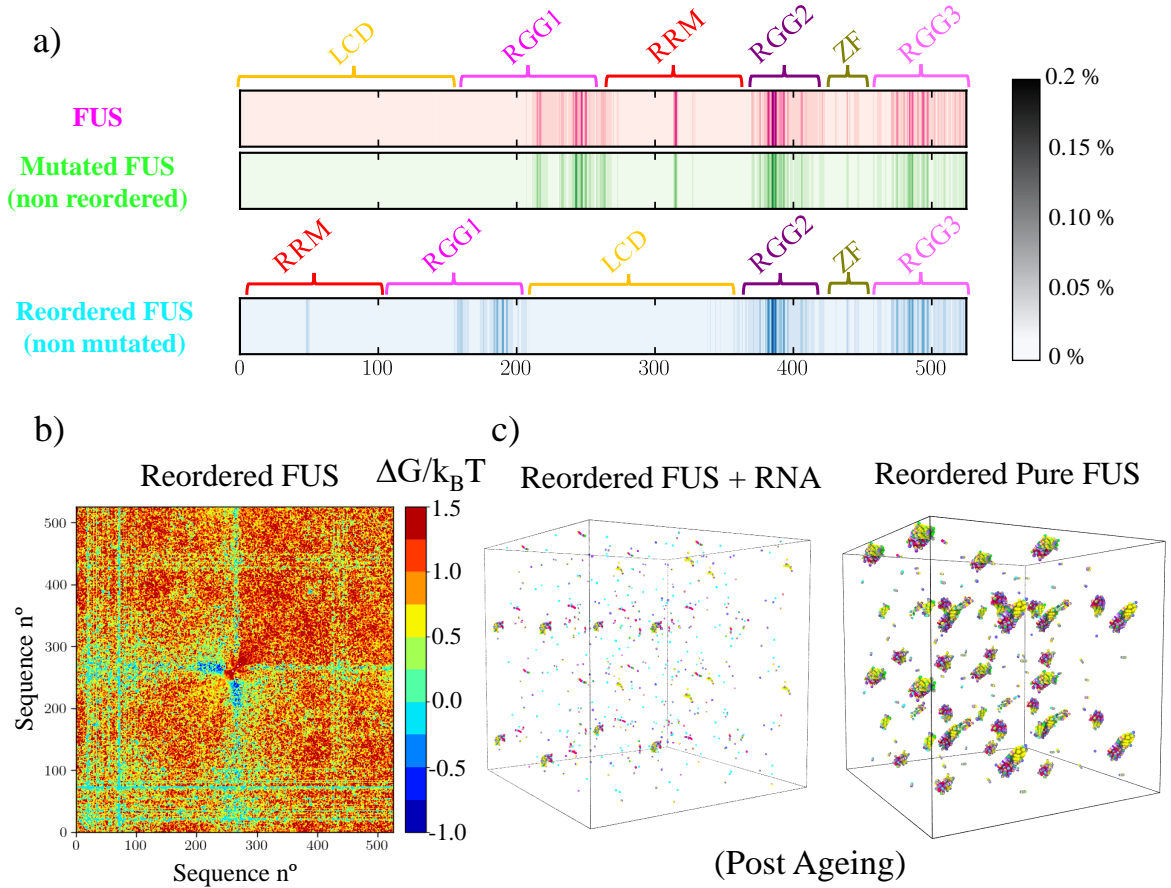 a)
LCD
RGG1
RRM
RGG2
ZF
RGG3
FUS
Mutated FUS
(non reordered)
RRM
RGG1
LCD
RGG2
ZF
RGG3
Reordered FUS
(non mutated)
0 100 200 300 400 500
0.2 %
0.15 %
0.10 %
0.05 %
0 %
b)
Reordered FUS
ΔG/k_BT
Sequence nº
500
400
300
200
100
0
0 100 200 300 400 500
Sequence nº
1.5
1.0
0.5
0.0
-0.5
-1.0
c)
Reordered FUS + RNA
Reordered Pure FUS
(Post Ageing)